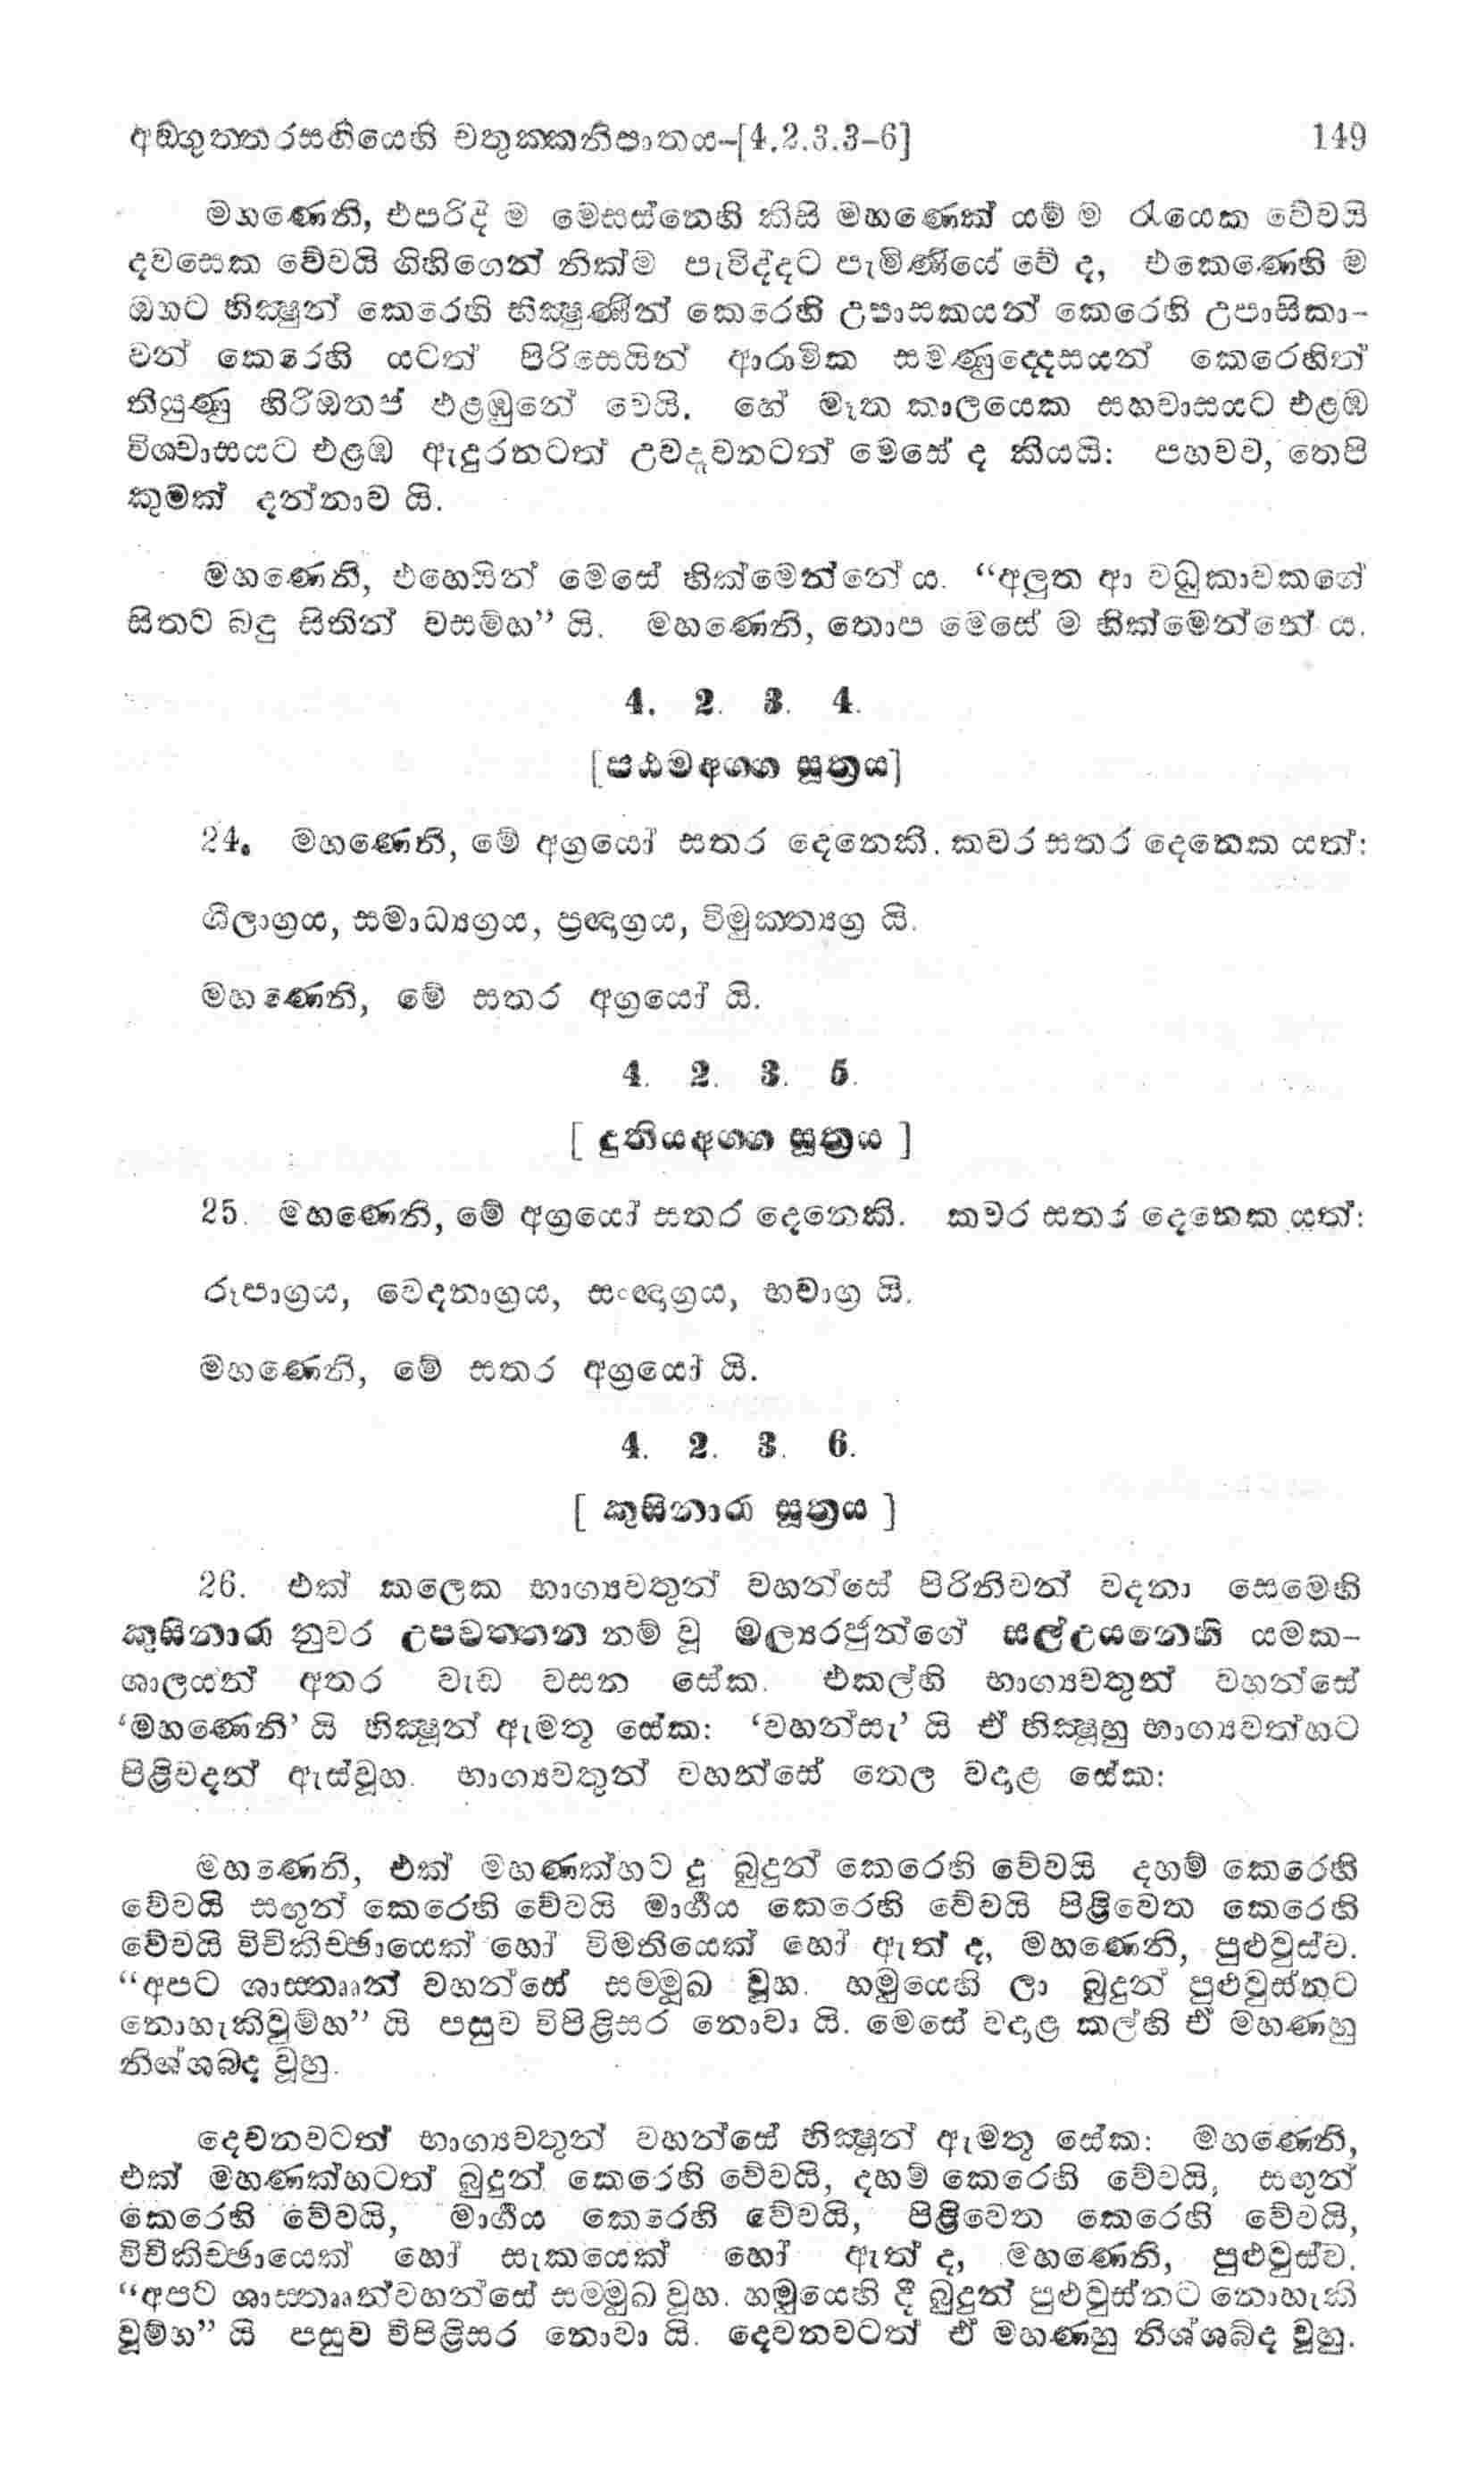 අඞ්ගුත්තරසඟියෙහි චතුක්කනිපාතය-[4.2.3.3-6] 149
මහණෙනි, එපරිදි ම මෙසස්නෙහි කිසි මහණෙක් යම් ම රැයෙක වේවයි
දවසෙක වේවයි ගිහිගෙන් නික්ම පැවිද්දට පැමිණියේ වේ ද, එකෙණෙහි ම
ඔහට භික්ෂුන් කෙරෙහි භික්ෂුණීන් කෙරෙහි උපාසකයන් කෙරෙහි උපාසිකා-
වන් කෙරෙහි යටත් පිරිසෙයින් ආරාමික සමණුද්දෙසයන් කෙරෙහිත්
තියුණු හිරිඔතප් එළඹුනේ වෙයි. හේ මෑත කාලයෙක සහවාසයට එළඹ
විශ්වාසයට එළඹ ඇදුරනටත් උවදෑවනටත් මෙසේ ද කියයි: පහවව, තෙපි
කුමක් දන්නාව යි.
මහණෙනි, එහෙයින් මෙසේ හික්මෙන්නේ ය. “අලුත ආ වධුකාවකගේ
සිතව බදු සිතින් වසම්හ” යි. මහණෙනි, තොප මෙසේ ම හික්මෙන්නේ ය.
4. 2. 3. 4.
[පඨමඅග්ග සූත්‍රය]
24. මහණෙනි, මේ අග්‍රයෝ සතර දෙනෙකි. කවර සතර දෙනෙක යත්:
ශීලාග්‍රය, සමාධ්‍යග්‍රය, ප්‍රඥාග්‍රය, විමුක්ත්‍යග්‍ර යි.
මහණෙනි, මේ සතර අග්‍රයෝ යි.
4. 2. 3. 5.
[ දුතියඅග්ග සූත්‍රය ]
25. මහණෙනි, මේ අග්‍රයෝ සතර දෙනෙකි. කවර සතර දෙනෙක යත්:
රූපාග්‍රය, වේදනාග්‍රය, සංඥාග්‍රය, භවාග්‍ර යි.
මහණෙනි, මේ සතර අග්‍රයෝ යි.
4. 2. 3. 6.
[ කුසිනාරා සූත්‍රය ]
26. එක් කලෙක භාග්‍යවතුන් වහන්සේ පිරිනිවන් වදනා සෙමෙහි
කුසිනාරා නුවර උපවත්තන නම් වූ මල්‍යරජුන්ගේ සල්උයනෙහි යමක-
ශාලයන් අතර වැඩ වසන සේක. එකල්හි භාග්‍යවතුන් වහන්සේ
‘මහණෙනි’ යි භික්ෂූන් ඇමතූ සේක: ‘වහන්සැ’ යි ඒ භික්ෂූහු භාග්‍යවත්හට
පිළිවදන් ඇස්වූහ. භාග්‍යවතුන් වහන්සේ තෙල වදාළ සේක:
මහණෙනි, එක් මහණක්හට දු බුදුන් කෙරෙහි වේවයි දහම් කෙරෙහි
වේවයි සඟුන් කෙරෙහි වේවයි මාර්ගය කෙරෙහි වේවයි පිළිවෙත කෙරෙහි
වේවයි විචිකිච්ඡායෙක් හෝ විමතියෙක් හෝ ඇත් ද, මහණෙනි, පුළුවුස්ව.
“අපට ශාස්තෲන් වහන්සේ සම්මූඛ වූහ. හමුයෙහි ලා බුදුන් පුළුවුස්නට
නොහැකිවූම්හ” යි පසුව විපිළිසර නොවා යි. මෙසේ වදාළ කල්හි ඒ මහණහු
නිශ්ශබ්ද වූහු.
දෙවනවටත් භාග්‍යවතුන් වහන්සේ භික්ෂූන් ඇමතූ සේක: මහණෙනි,
එක් මහණක්හටත් බුදුන් කෙරෙහි වේවයි, දහම් කෙරෙහි වේවයි, සඟුන්
කෙරෙහි වේවයි, මාර්ගය කෙරෙහි වේවයි, පිළිවෙත කෙරෙහි වේවයි,
විචිකිච්ඡායෙක් හෝ සැකයෙක් හෝ ඇත් ද, මහණෙනි, පුළුවුස්ව.
“අපට ශාස්තෲන්වහන්සේ සම්මුඛ වූහ. හමුයෙහි දී බුදුන් පුළුවුස්නට නොහැකි
වූම්හ” යි පසුව විපිළිසර නොවා යි. දෙවනවටත් ඒ මහණහු නිශ්ශබ්ද වූහු.